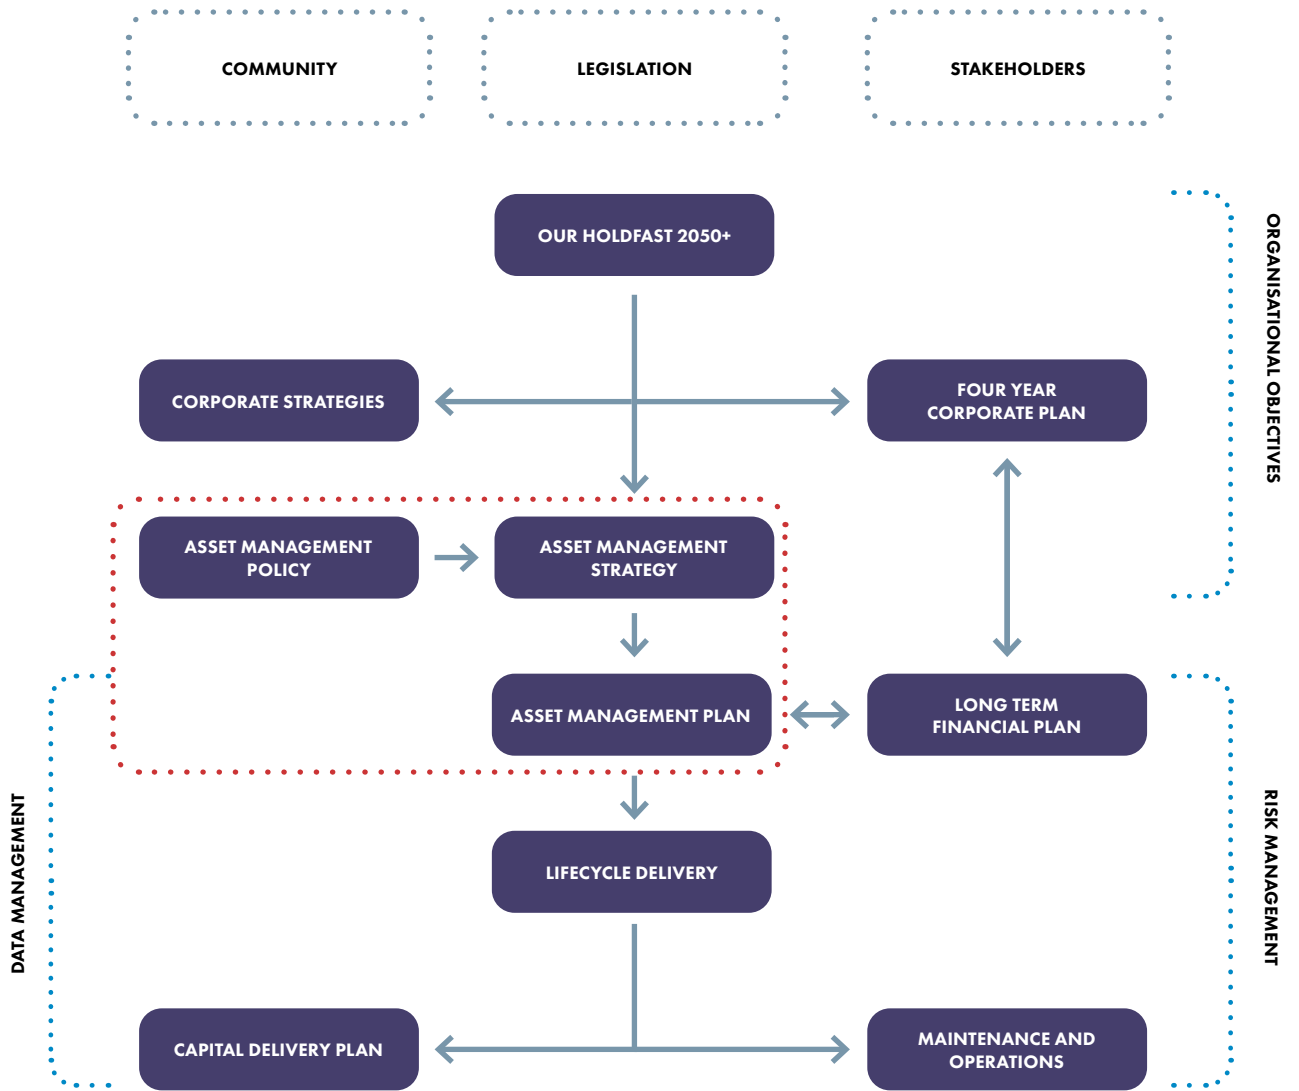 COMMUNITY
LEGISLATION
STAKEHOLDERS
OUR HOLDFAST 2050+
ORGANISATIONAL OBJECTIVES
CORPORATE STRATEGIES
FOUR YEAR
CORPORATE PLAN
ASSET MANAGEMENT
POLICY
ASSET MANAGEMENT
STRATEGY
ASSET MANAGEMENT PLAN
LONG TERM
FINANCIAL PLAN
DATA MANAGEMENT
RISK MANAGEMENT
LIFECYCLE DELIVERY
CAPITAL DELIVERY PLAN
MAINTENANCE AND
OPERATIONS